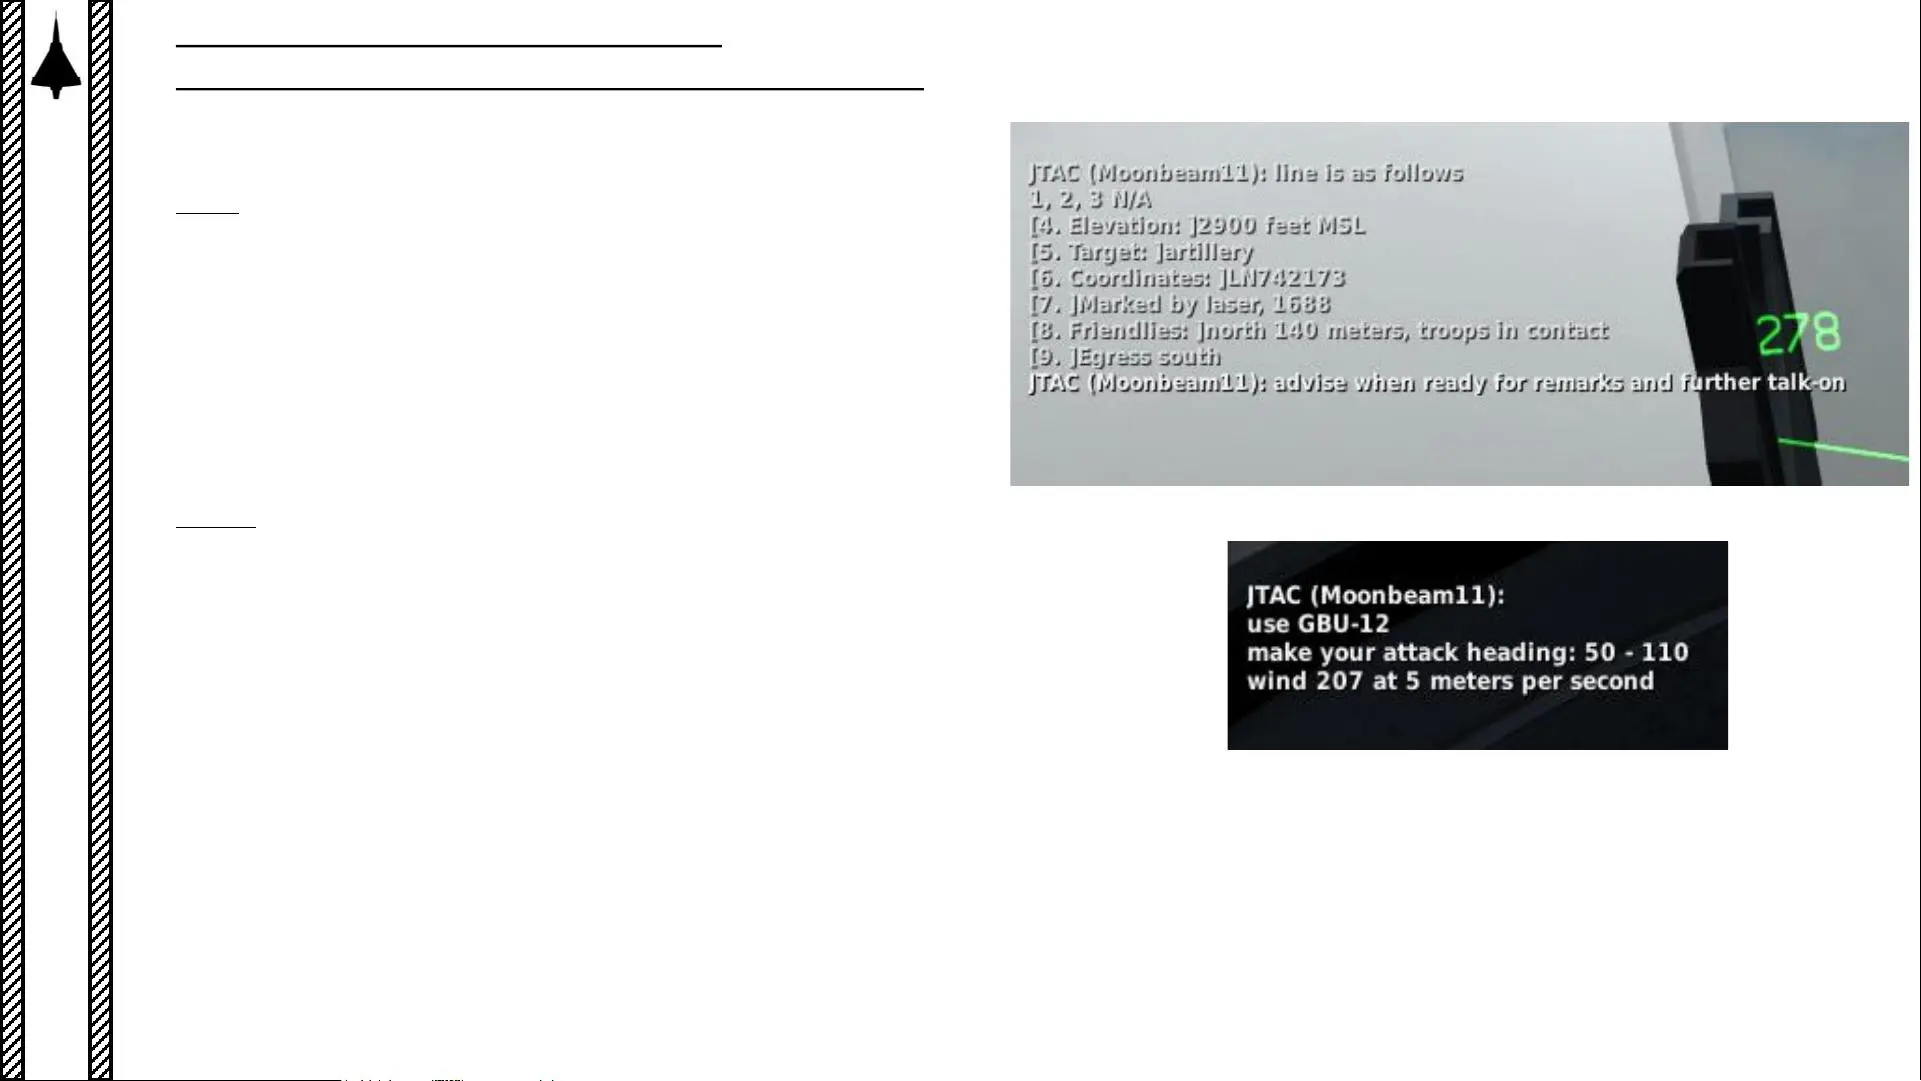 JTAC (Moonbeam11): line is as follows
1, 2, 3 N/A
[4. Elevation: ]2900 feet MSL
[5. Target: ]artillery
[6. Coordinates: ]LN742173
[7. ]Marked by laser, 1688
[8. Friendlies: ]north 140 meters, troops in contact
[9. ]Egress south
JTAC (Moonbeam11): advise when ready for remarks and further talk-on
278
JTAC (Moonbeam11):
use GBU-12
make your attack heading: 50 - 110
wind 207 at 5 meters per second